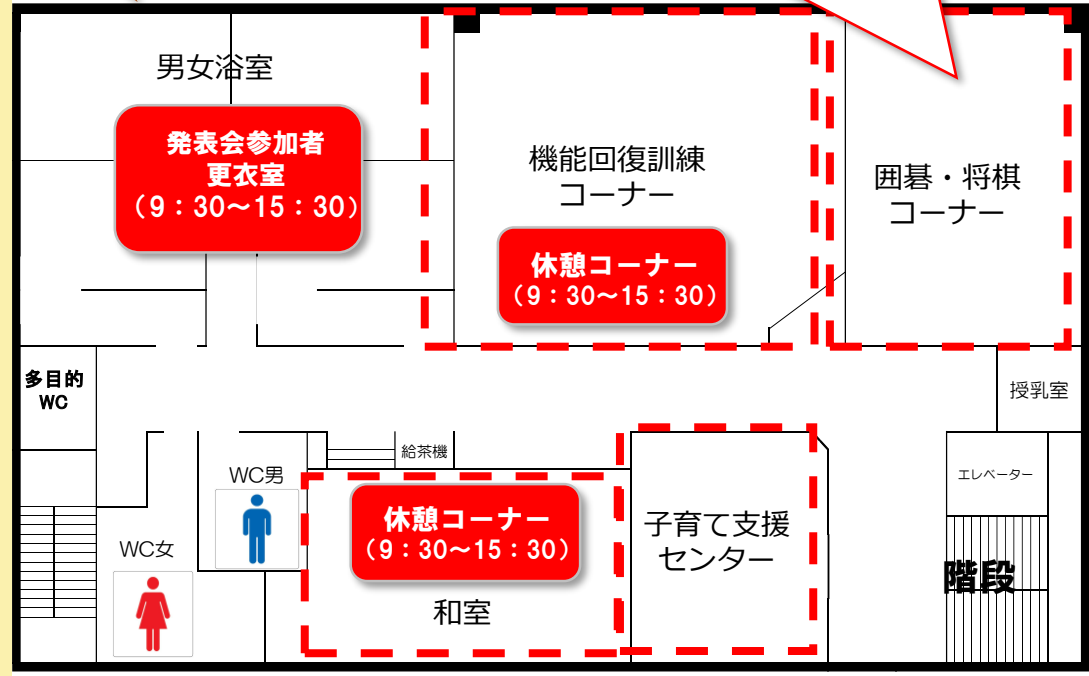 男女浴室
発表会参加者
更衣室
（9：30～15：30）
機能回復訓練
コーナー
休憩コーナー
（9：30～15：30）
囲碁・将棋
コーナー
多目的
WC
授乳室
給茶機
エレベーター
WC男
休憩コーナー
（9：30～15：30）
子育て支援
センター
WC女
階段
和室